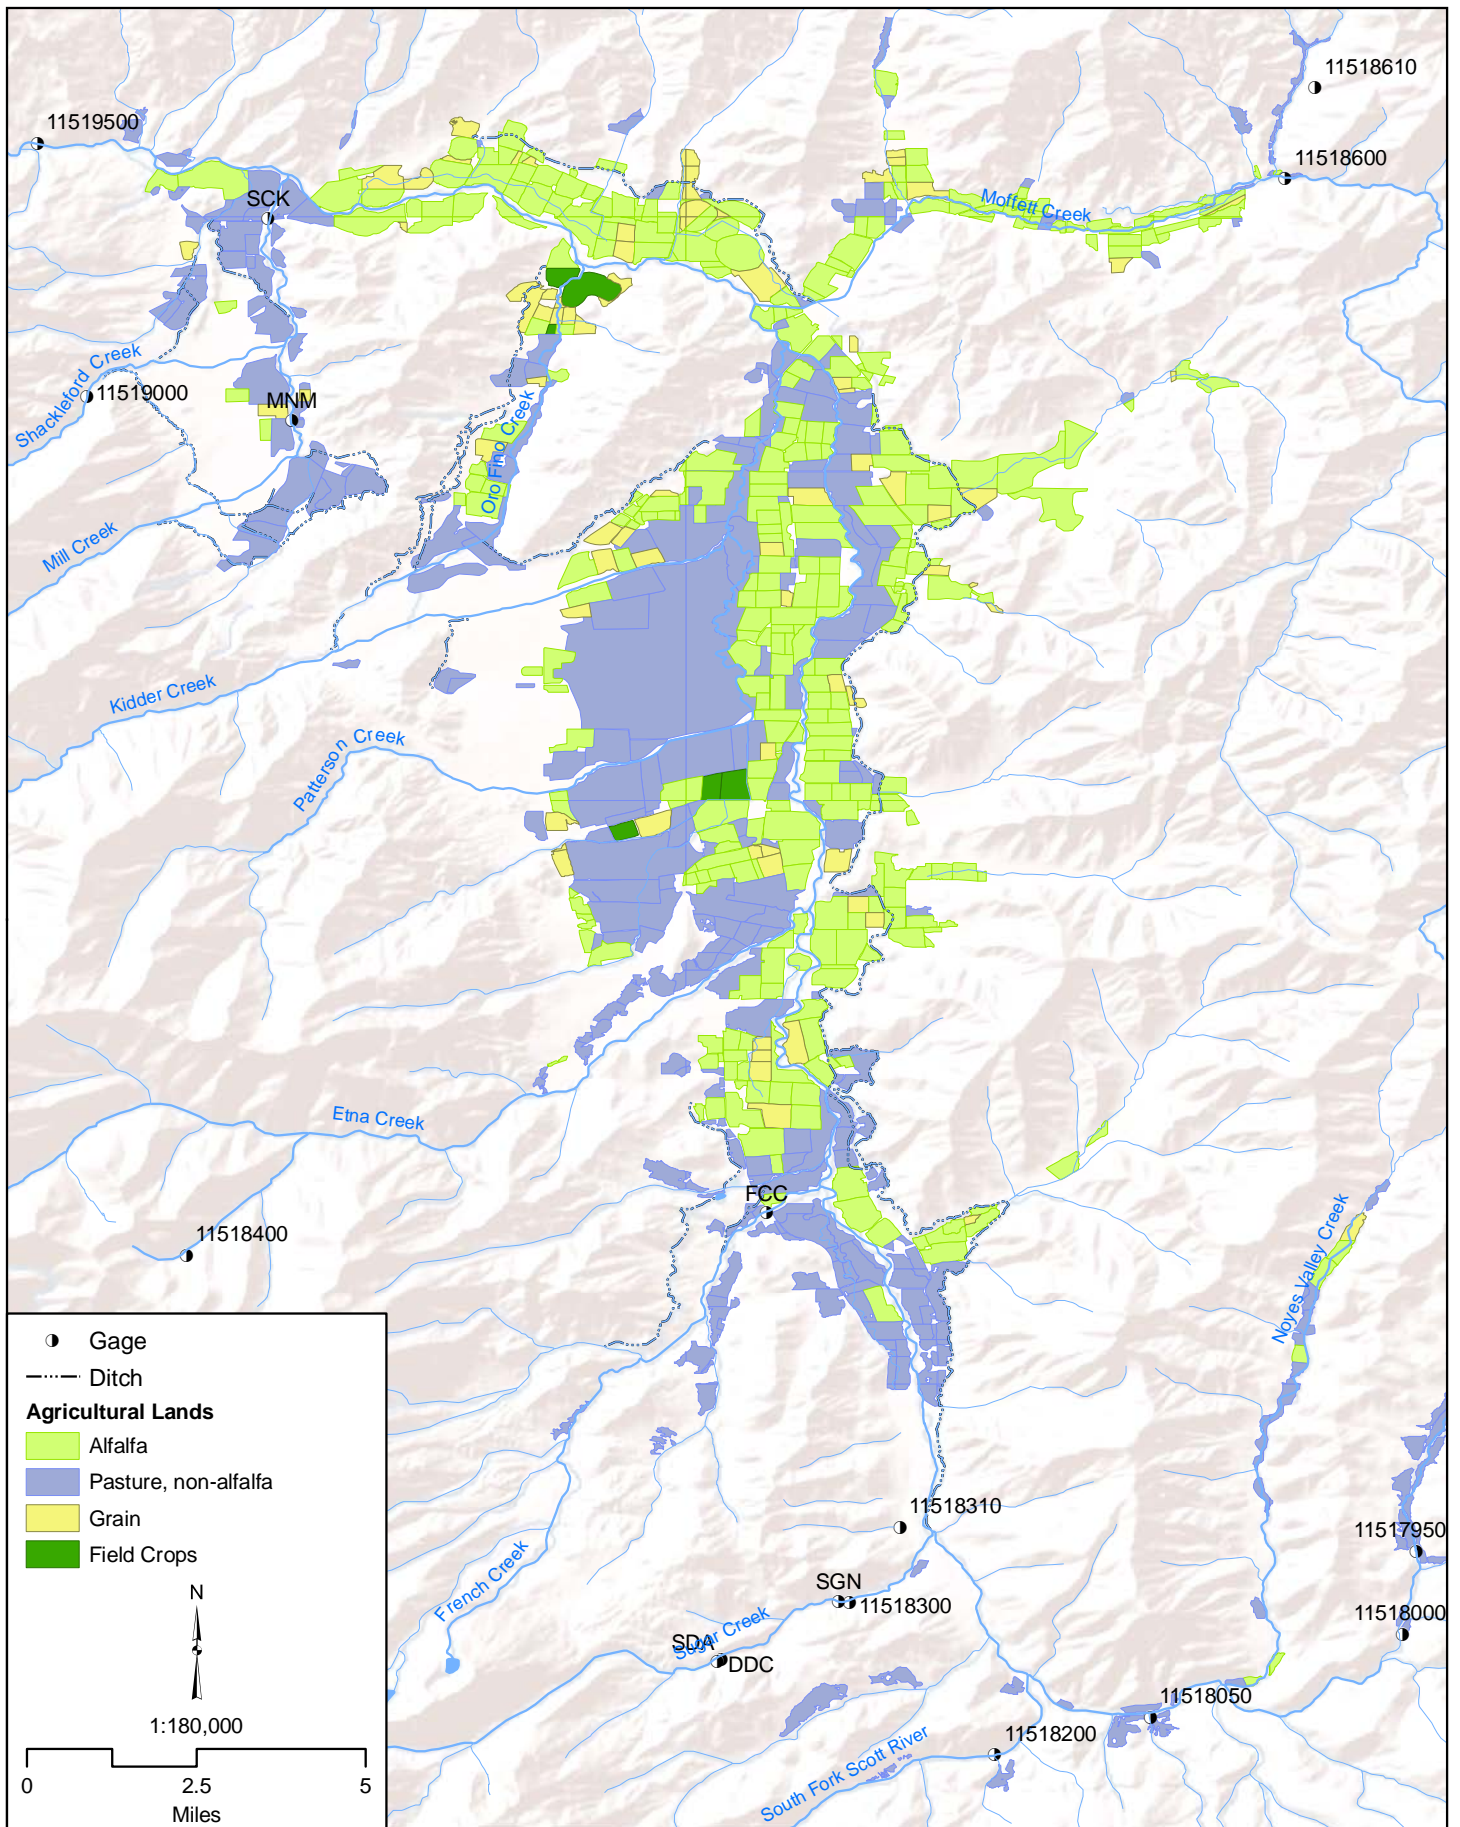 11518610
11519500
11518600
SCK
Moffett Creek
Shackleford Creek
11519000
MNM
Oro Fino Creek
Mill Creek
Kidder Creek
Patterson Creek
Etna Creek
FCC
11518400
Noyes Valley Creek
Gage
Ditch
Agricultural Lands
Alfalfa
Pasture, non-alfalfa
Grain
Field Crops
N
1:180,000
0 2.5 5
Miles
11518310
11517950
French Creek
SGN
11518300
11518000
Sugar Creek
SDA
DDC
11518050
11518200
South Fork Scott River